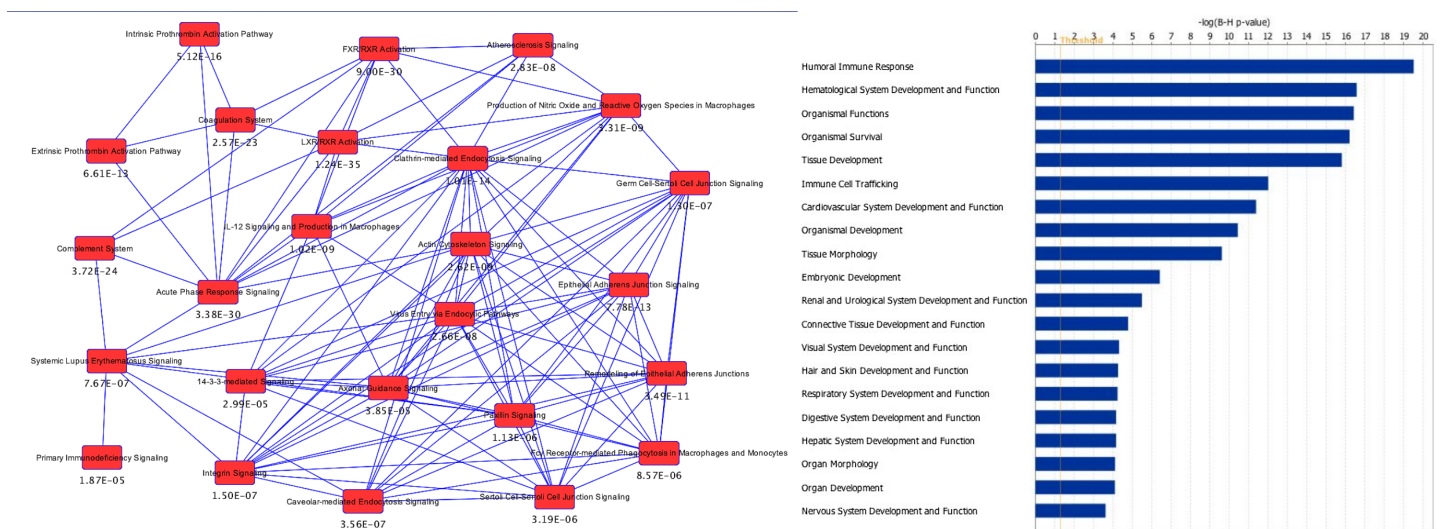 Intrinsic Prothrombin Activation Pathway
5.12E-16
FXR/RXR Activation
9.00E-30
Atherosclerosis Signaling
2.83E-08
Production of Nitric Oxide and Reactive Oxygen Species in Macrophages
3.31E-09
Coagulation System
2.57E-23
LXR/RXR Activation
1.24E-35
Extrinsic Prothrombin Activation Pathway
6.61E-13
Clathrin-mediated Endocytosis Signaling
1.01E-14
Germ Cell-Sertoli Cell Junction Signaling
1.30E-07
IL-12 Signaling and Production in Macrophages
1.02E-09
Complement System
3.72E-24
Actin Cytoskeleton Signaling
2.62E-09
Acute Phase Response Signaling
3.38E-30
Epithelial Adherens Junction Signaling
7.78E-13
Virus Entry via Endocytic Pathways
2.66E-08
Systemic Lupus Erythematosus Signaling
7.67E-07
14-3-3-mediated Signaling
2.99E-05
Axonal Guidance Signaling
3.85E-05
Remodeling of Epithelial Adherens Junctions
3.49E-11
Paxillin Signaling
1.13E-06
Primary Immunodeficiency Signaling
1.87E-05
Integrin Signaling
1.50E-07
Fcγ Receptor-mediated Phagocytosis in Macrophages and Monocytes
8.57E-06
Caveolar-mediated Endocytosis Signaling
3.56E-07
Sertoli Cell-Sertoli Cell Junction Signaling
3.19E-06
-log(B-H p-value)
0 1 2 3 4 5 6 7 8 9 10 11 12 13 14 15 16 17 18 19 20
Threshold
Humoral Immune Response
Hematological System Development and Function
Organismal Functions
Organismal Survival
Tissue Development
Immune Cell Trafficking
Cardiovascular System Development and Function
Organismal Development
Tissue Morphology
Embryonic Development
Renal and Urological System Development and Function
Connective Tissue Development and Function
Visual System Development and Function
Hair and Skin Development and Function
Respiratory System Development and Function
Digestive System Development and Function
Hepatic System Development and Function
Organ Morphology
Organ Development
Nervous System Development and Function